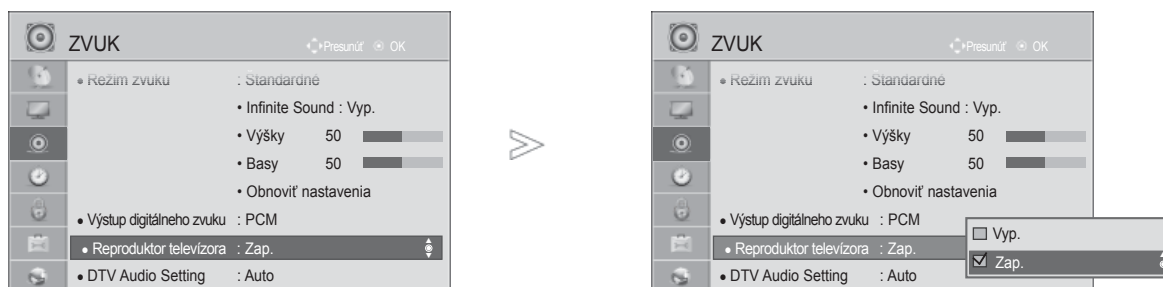 ZVUK
Presunúť OK
• Režim zvuku : Štandardné
• Infinite Sound : Vyp.
• Výšky 50
• Basy 50
• Obnoviť nastavenia
• Výstup digitálneho zvuku : PCM
• Reproduktor televízora : Zap.
• DTV Audio Setting : Auto
ZVUK
Presunúť OK
• Režim zvuku : Štandardné
• Infinite Sound : Vyp.
• Výšky 50
• Basy 50
• Obnoviť nastavenia
• Výstup digitálneho zvuku : PCM
• Reproduktor televízora : Zap.
• DTV Audio Setting : Auto
Vyp.
Zap.